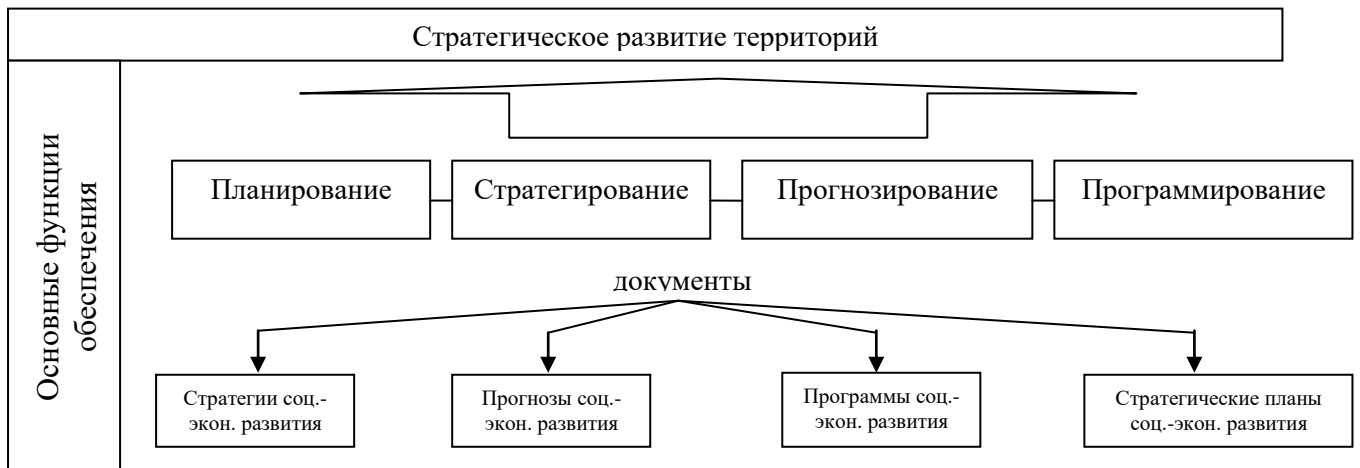 Стратегическое развитие территорий
Основные функции
обеспечения
Планирование
Стратегирование
Прогнозирование
Программирование
документы
Стратегии соц.-
экон. развития
Прогнозы соц.-
экон. развития
Программы соц.-
экон. развития
Стратегические планы
соц.-экон. развития